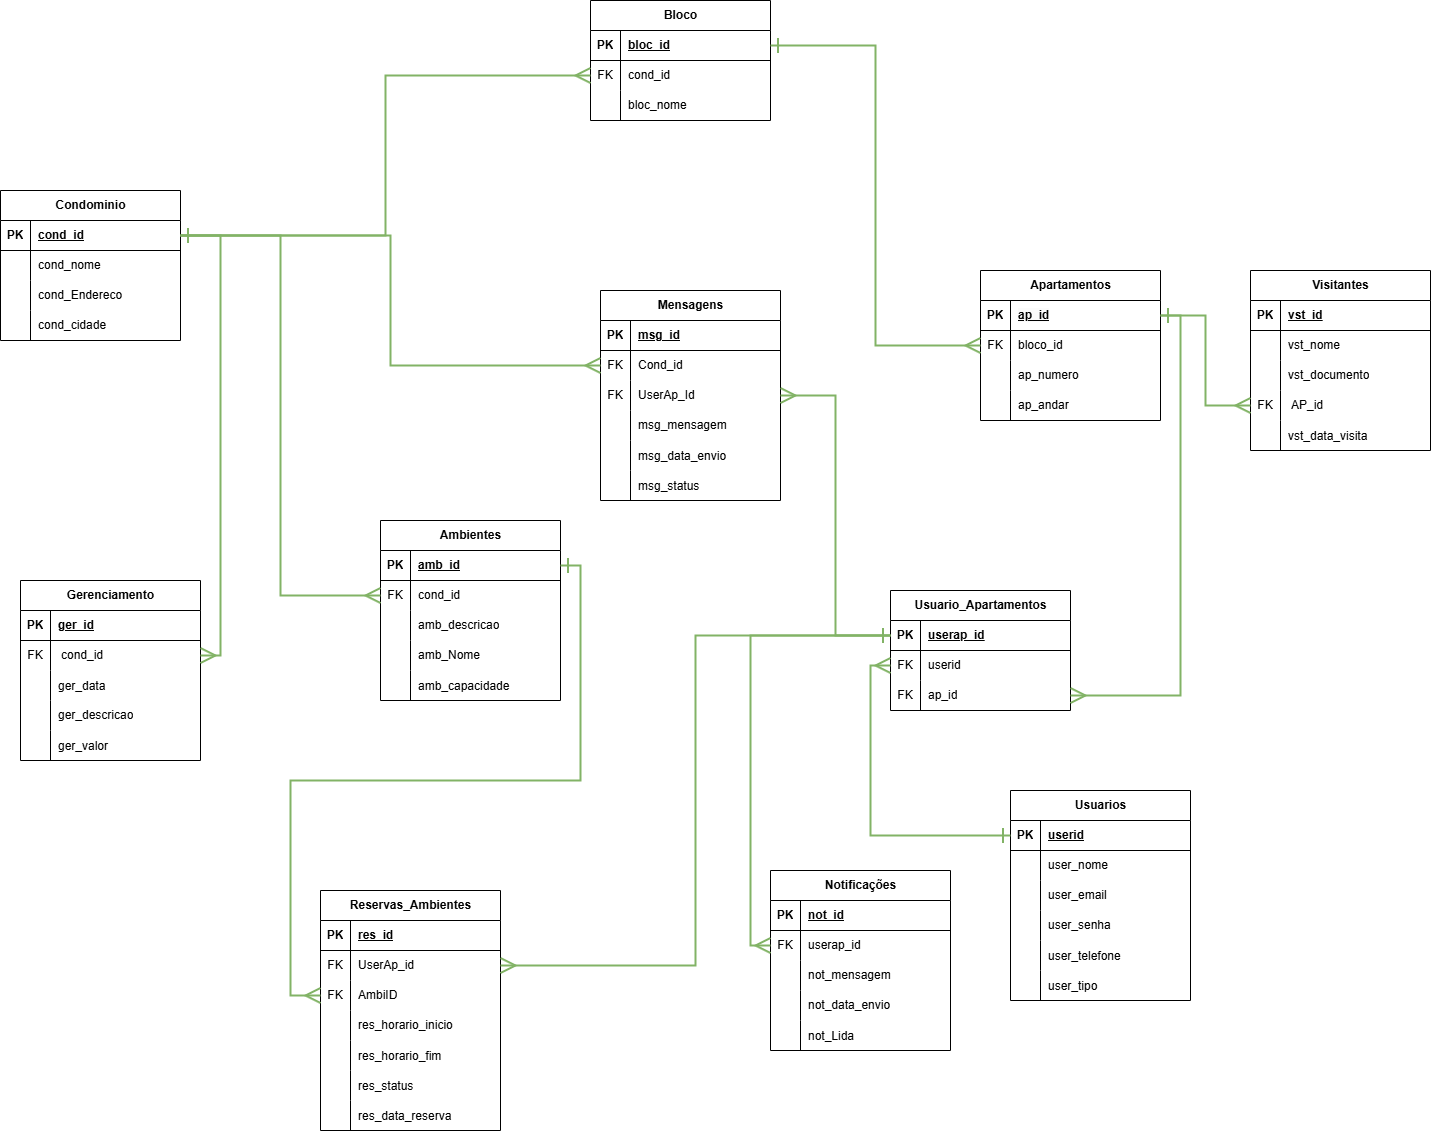 Bloco
PK bloc_id
FK cond_id
bloc_nome
Condominio
PK cond_id
cond_nome
cond_Endereco
cond_cidade
Mensagens
PK msg_id
FK Cond_id
FK UserAp_Id
msg_mensagem
msg_data_envio
msg_status
Apartamentos
PK ap_id
FK bloco_id
ap_numero
ap_andar
Visitantes
PK vst_id
vst_nome
vst_documento
FK AP_id
vst_data_visita
Ambientes
PK amb_id
FK cond_id
amb_descricao
amb_Nome
amb_capacidade
Gerenciamento
PK ger_id
FK cond_id
ger_data
ger_descricao
ger_valor
Usuario_Apartamentos
PK userap_id
FK userid
FK ap_id
Usuarios
PK userid
user_nome
user_email
user_senha
user_telefone
user_tipo
Notificações
PK not_id
FK userap_id
not_mensagem
not_data_envio
not_Lida
Reservas_Ambientes
PK res_id
FK UserAp_id
FK AmbiID
res_horario_inicio
res_horario_fim
res_status
res_data_reserva